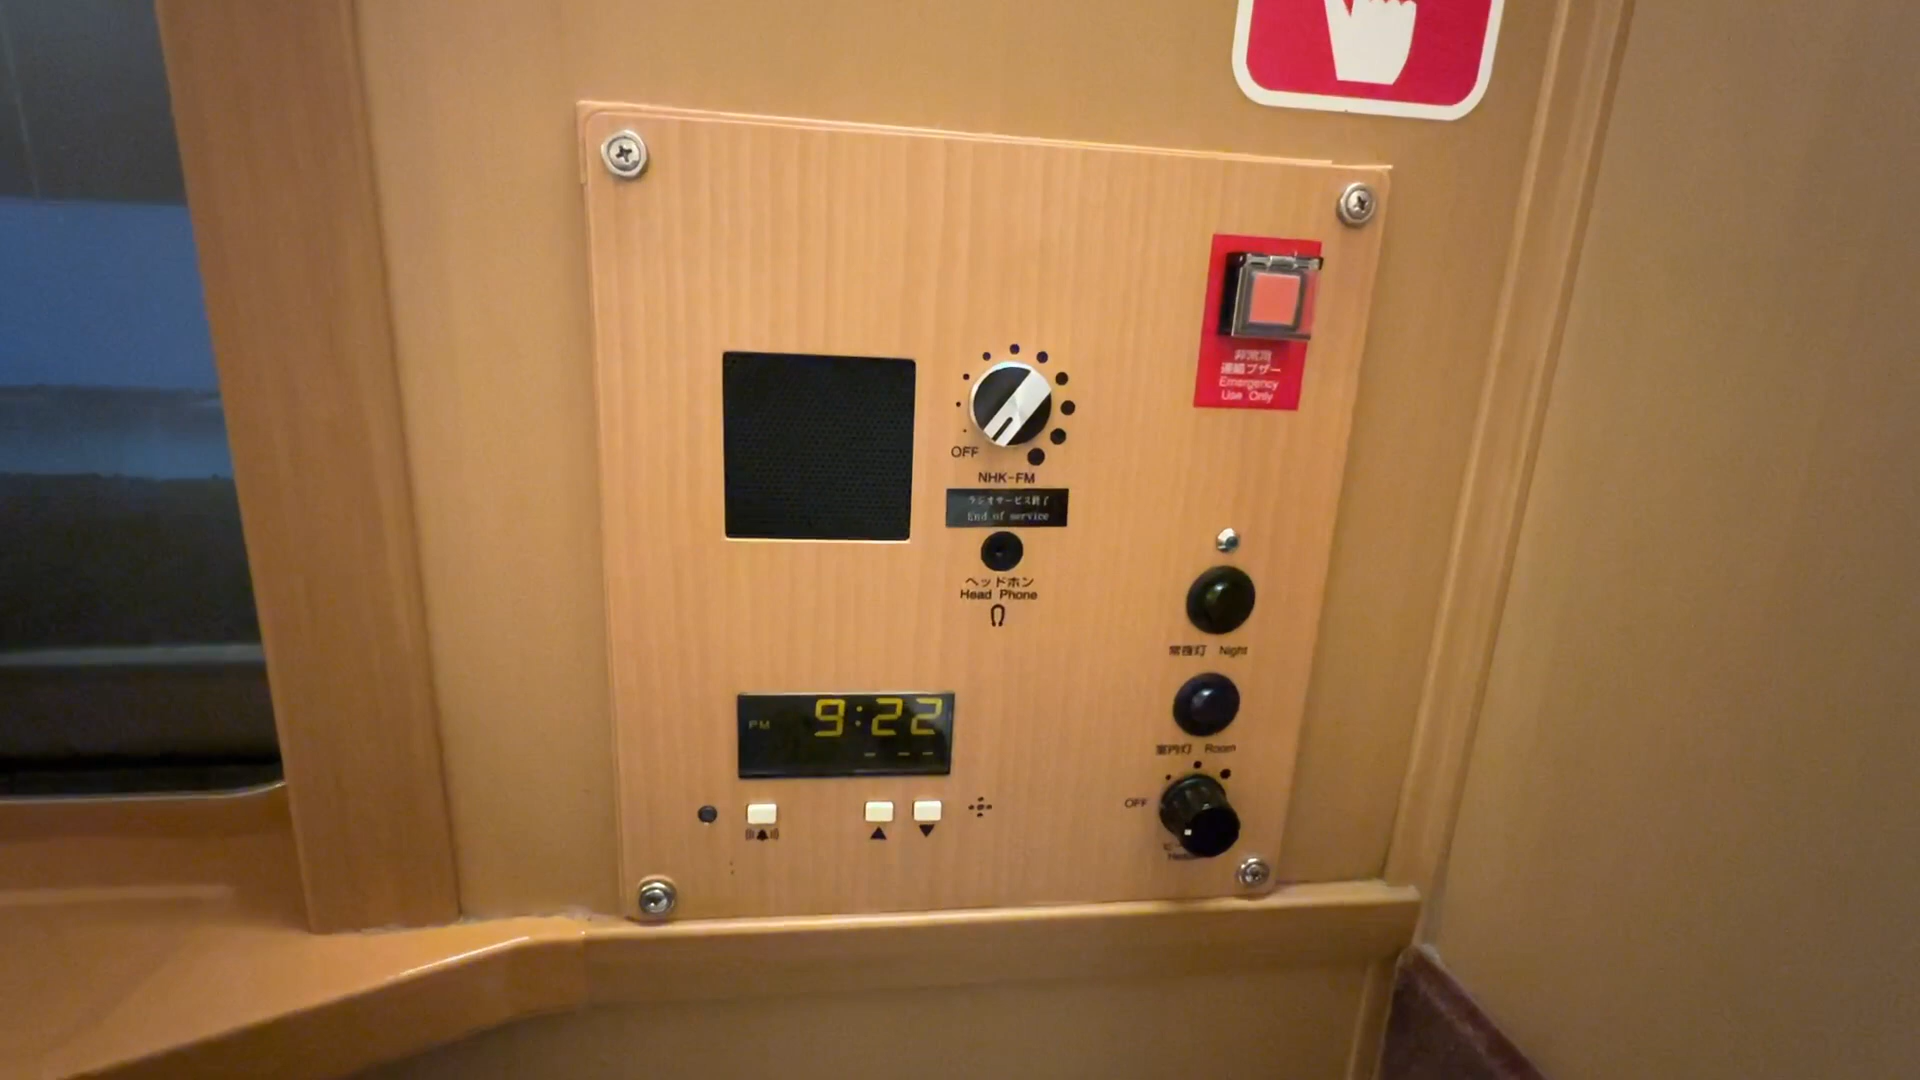 非常用
連絡ブザー
Emergency
Use Only
OFF
NHK-FM
ラジオサービス終了
End of service
ヘッドホン
Head Phone
常夜灯 Night
PM 9:22
室内灯 Room
OFF